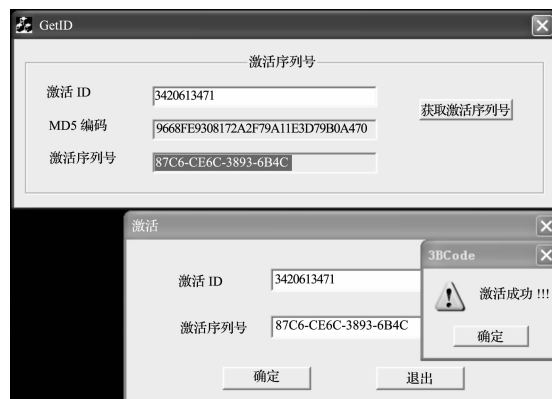 GetID
激活序列号
激活 ID
3420613471
获取激活序列号
MD5 编码
9668FE9308172A2F79A11E3D79B0A470
激活序列号
87C6-CE6C-3893-6B4C
激活
3BCode
激活 ID
3420613471
激活成功 !!!
激活序列号
87C6-CE6C-3893-6B4C
确定
确定
退出